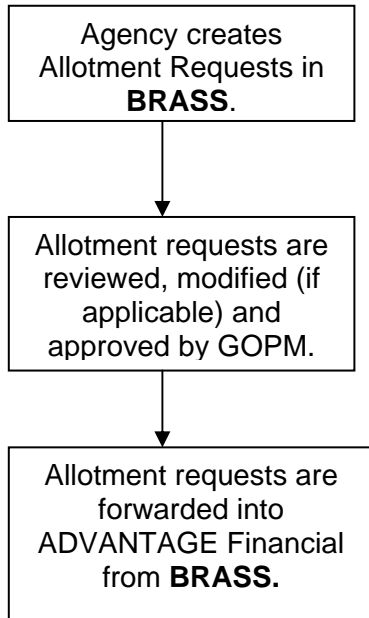 Agency creates
Allotment Requests in
BRASS.
Allotment requests are
reviewed, modified (if
applicable) and
approved by GOPM.
Allotment requests are
forwarded into
ADVANTAGE Financial
from BRASS.